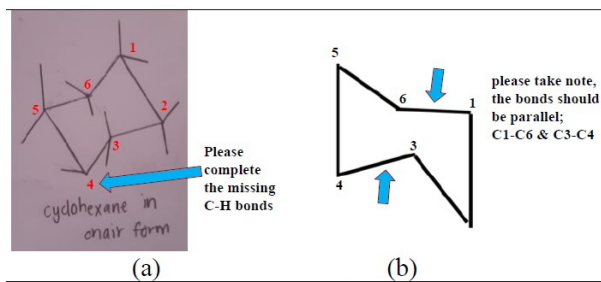 1
6
5
2
3
4
cyclohexane in
chair form
Please
complete
the missing
C-H bonds
(a)
5
6
1
3
4
please take note,
the bonds should
be parallel;
C1-C6 & C3-C4
(b)